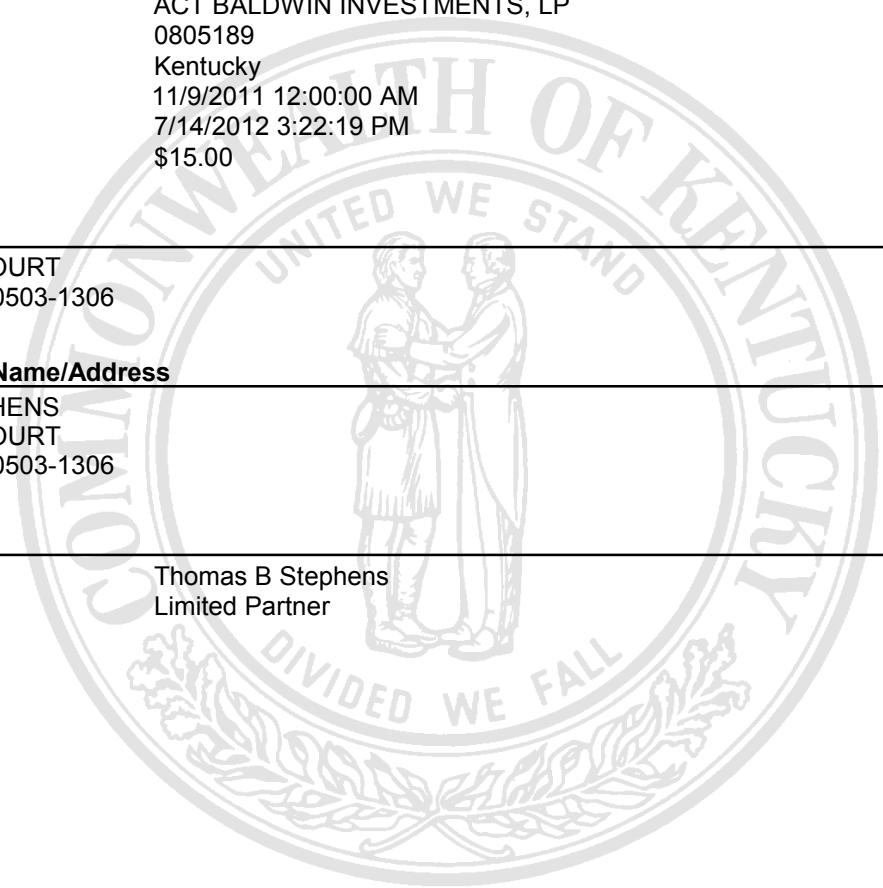 ACT BALDWIN INVESTMENTS, LP
0805189
Kentucky
11/9/2011 12:00:00 AM
7/14/2012 3:22:19 PM
$15.00
OURT
0503-1306
Name/Address
HENS
OURT
0503-1306
Thomas B Stephens
Limited Partner
COMMONWEALTH OF KENTUCKY
UNITED WE STAND
DIVIDED WE FALL